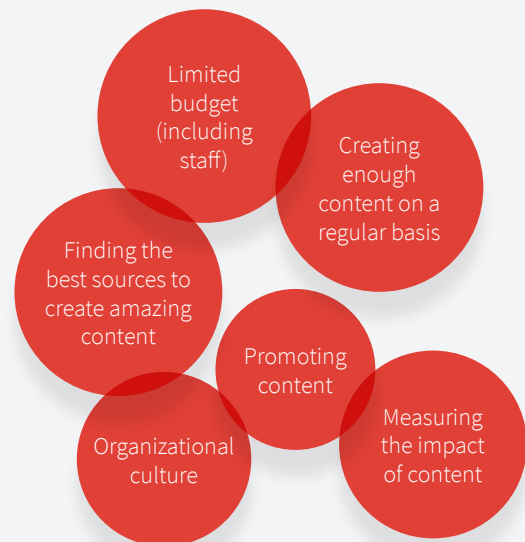 Limited
budget
(including
staff)
Creating
enough
content on a
regular basis
Finding the
best sources to
create amazing
content
Promoting
content
Organizational
culture
Measuring
the impact
of content